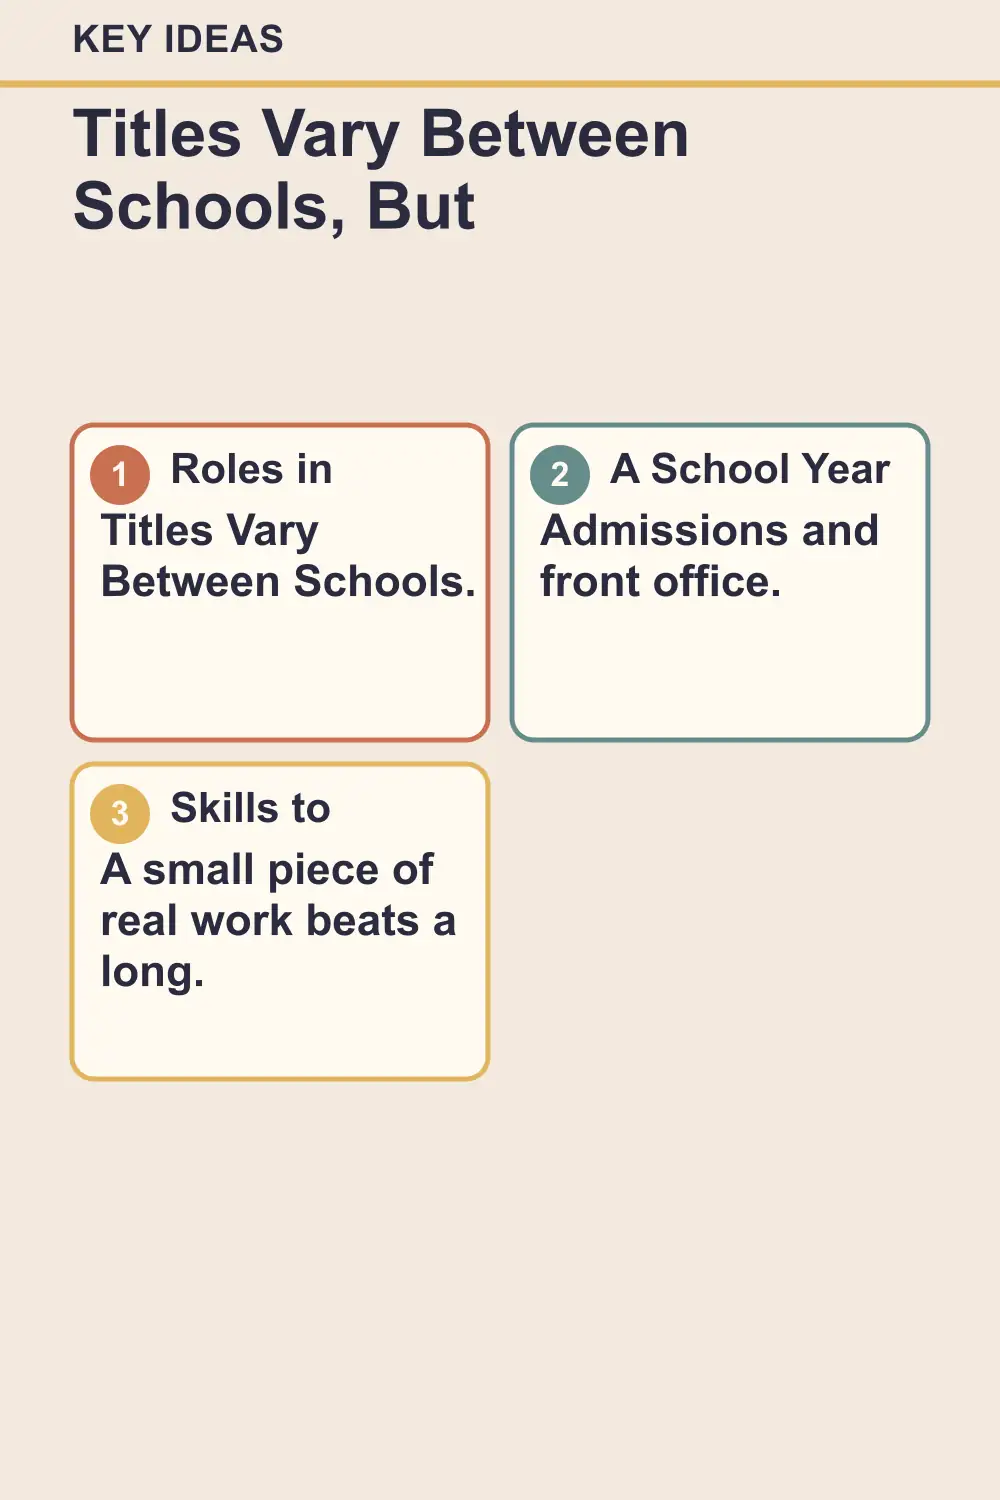 KEY IDEAS
Titles Vary Between
Schools, But
1 Roles in
Titles Vary
Between Schools.
2 A School Year
Admissions and
front office.
3 Skills to
A small piece of
real work beats a
long.